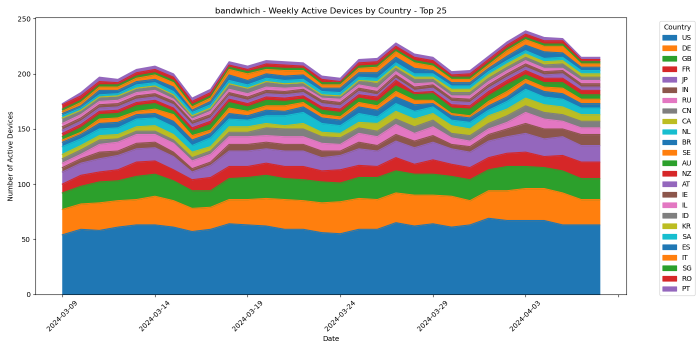 bandwhich - Weekly Active Devices by Country - Top 25
Number of Active Devices
250
200
150
100
50
0
2024-03-09
2024-03-14
2024-03-19
2024-03-24
2024-03-29
2024-04-03
Date
Country
US
DE
GB
FR
JP
IN
RU
CN
CA
NL
BR
SE
AU
NZ
AT
IE
IL
ID
KR
SA
ES
IT
SG
RO
PT